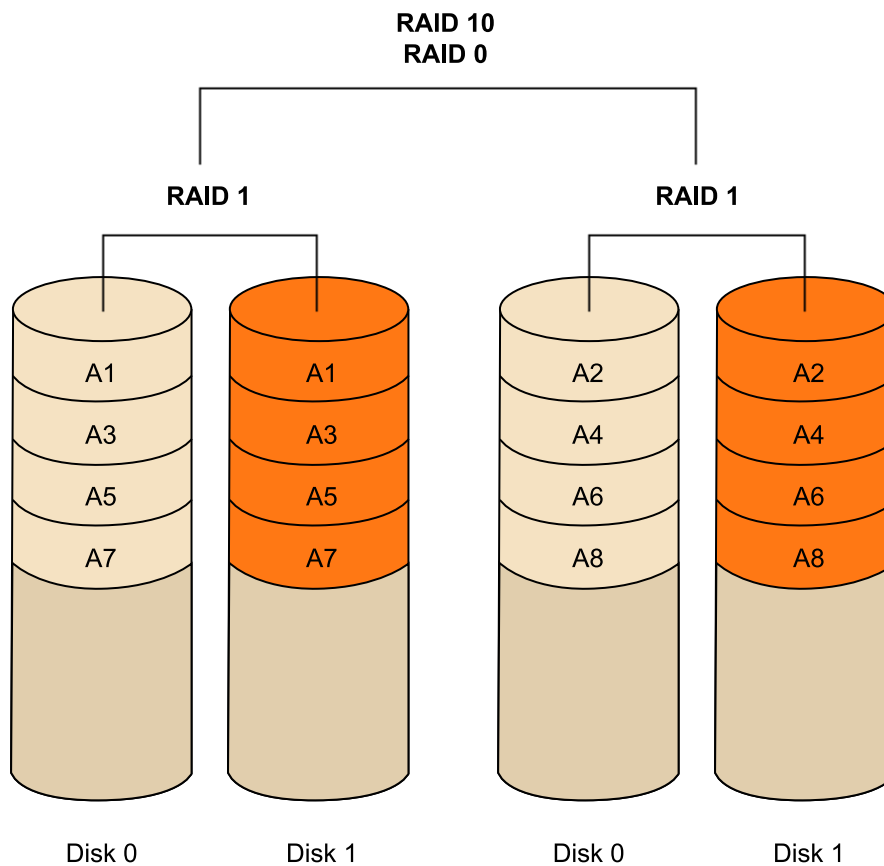 RAID 10
RAID 0
RAID 1 RAID 1
A1 A1 A2 A2
A3 A3 A4 A4
A5 A5 A6 A6
A7 A7 A8 A8
Disk 0 Disk 1 Disk 0 Disk 1